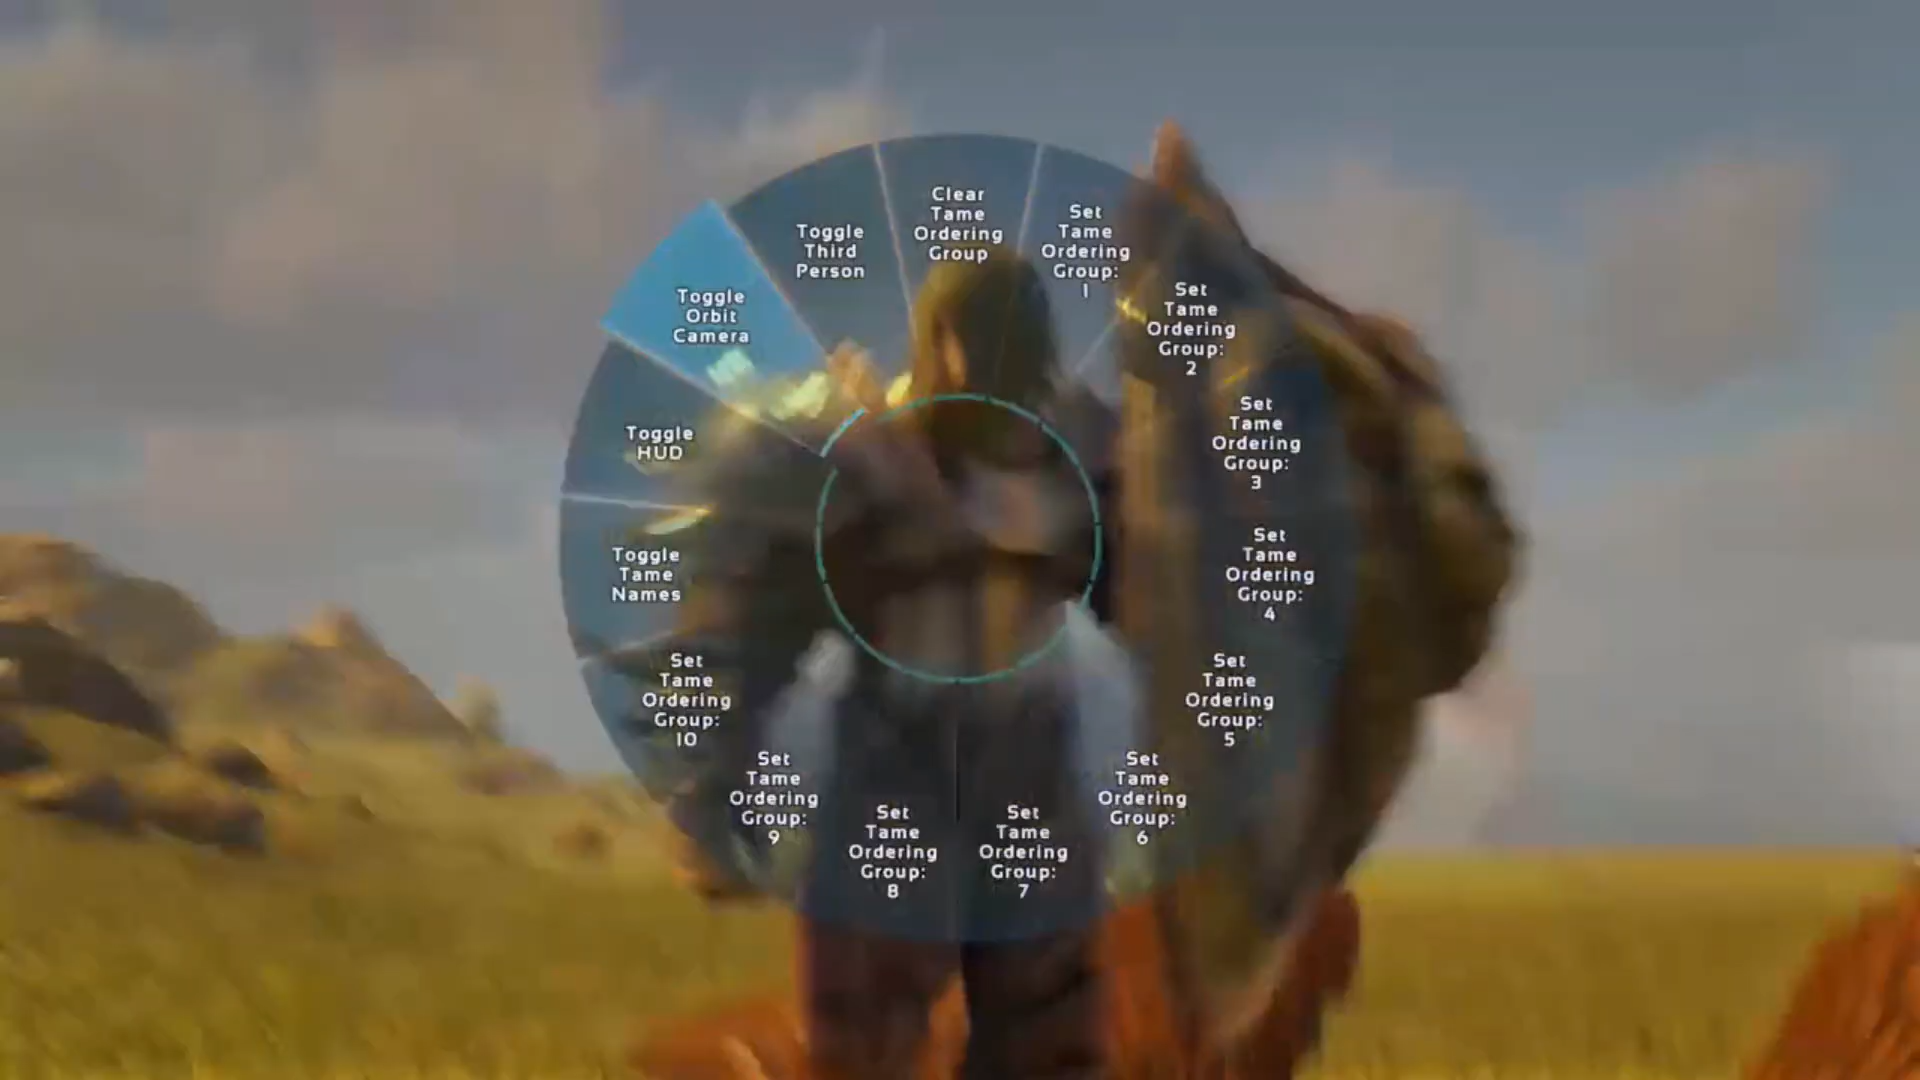 Clear
Tame
Ordering
Group
Set
Tame
Ordering
Group:
1
Set
Tame
Ordering
Group:
2
Set
Tame
Ordering
Group:
3
Set
Tame
Ordering
Group:
4
Set
Tame
Ordering
Group:
5
Set
Tame
Ordering
Group:
6
Set
Tame
Ordering
Group:
7
Set
Tame
Ordering
Group:
8
Set
Tame
Ordering
Group:
9
Set
Tame
Ordering
Group:
10
Toggle
Tame
Names
Toggle
HUD
Toggle
Orbit
Camera
Toggle
Third
Person